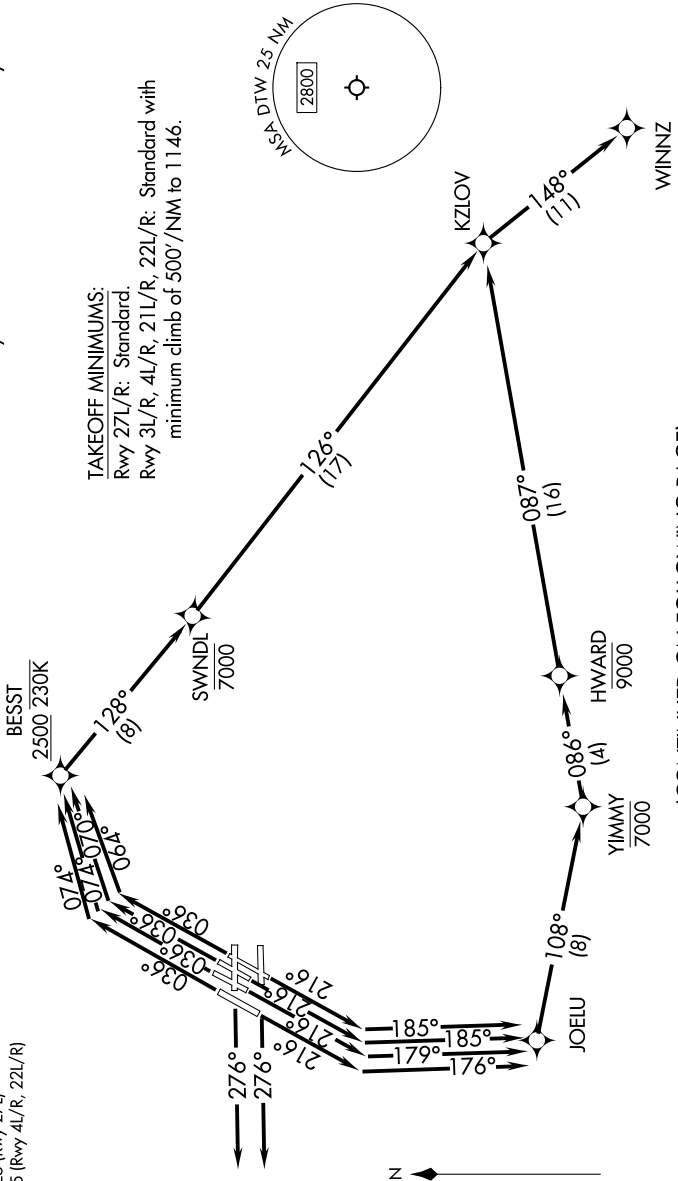 5 (Rwy 4L/R, 22L/R)
TAKEOFF MINIMUMS:
Rwy 27L/R: Standard.
Rwy 3L/R, 4L/R, 21L/R, 22L/R: Standard with
minimum climb of 500'/NM to 1146.
MSA DTW 25 NM
2800
BESST
2500 230K
128°
(8)
SWNDL
7000
126°
(17)
KZLOV
148°
(11)
WINNZ
074°
074°
070°
064°
036°
036°
036°
036°
276°
276°
216°
216°
216°
216°
185°
185°
179°
176°
JOELU
108°
(8)
YIMMY
7000
086°
(4)
HWARD
9000
087°
(16)
N